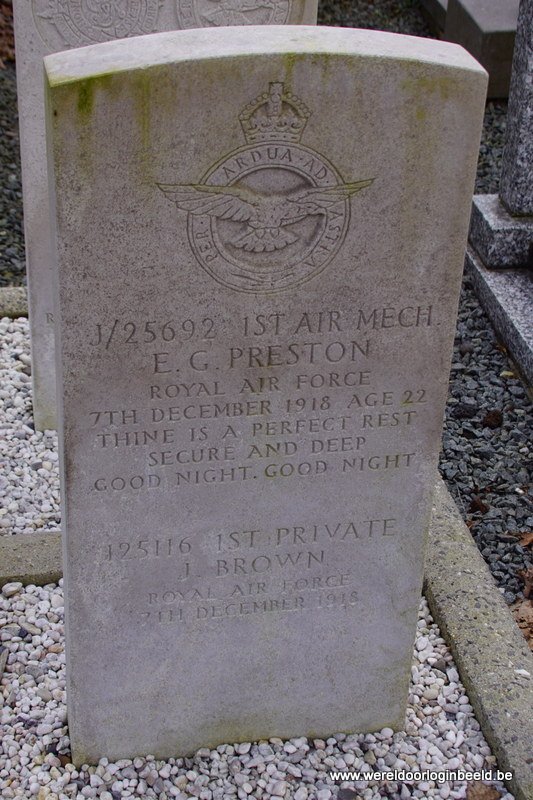 PER ARDUA AD ASTRA
J/25692 1ST AIR MECH
E. G. PRESTON
ROYAL AIR FORCE
7TH DECEMBER 1918 AGE 22
THINE IS A PERFECT REST
SECURE AND DEEP
GOOD NIGHT. GOOD NIGHT
125116 1ST PRIVATE
J. BROWN
ROYAL AIR FORCE
7TH DECEMBER 1918
www.wereldoorloginbeeld.be